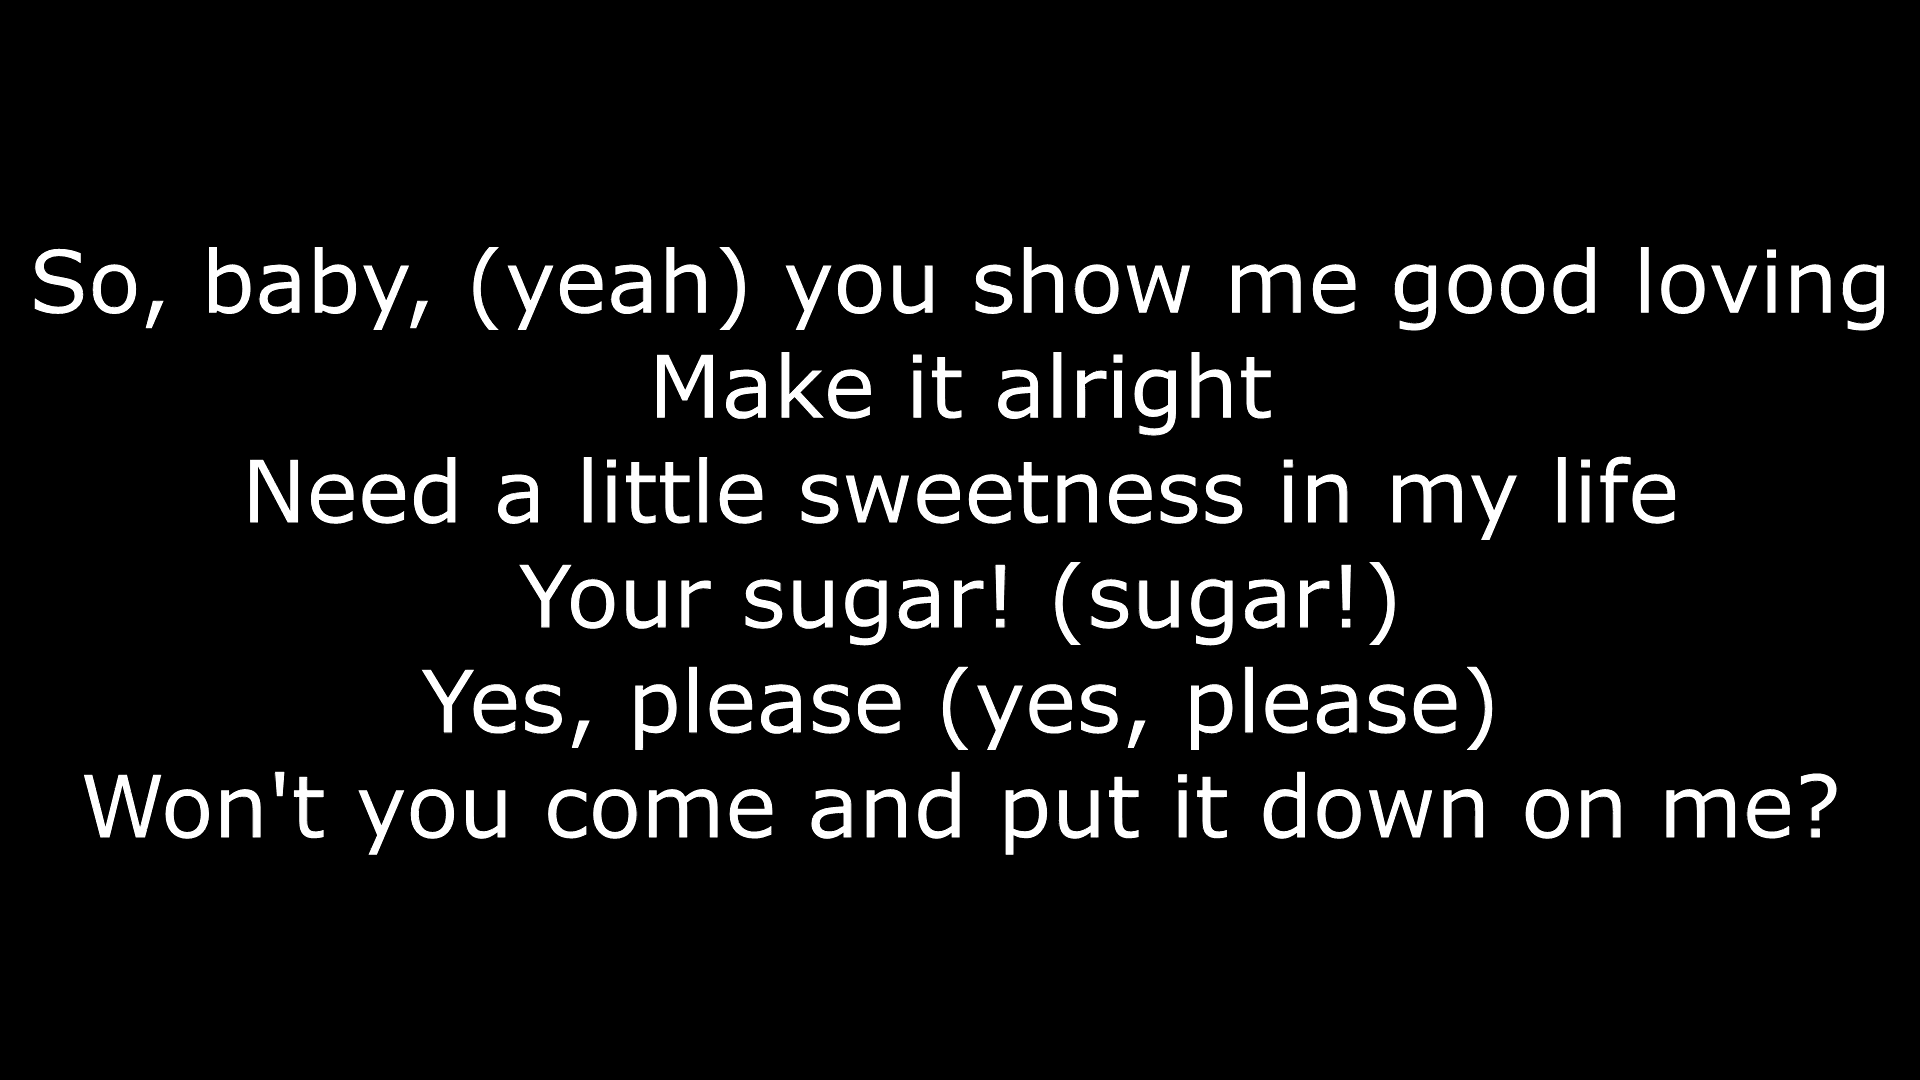 So, baby, (yeah) you show me good loving
Make it alright
Need a little sweetness in my life
Your sugar! (sugar!)
Yes, please (yes, please)
Won't you come and put it down on me?